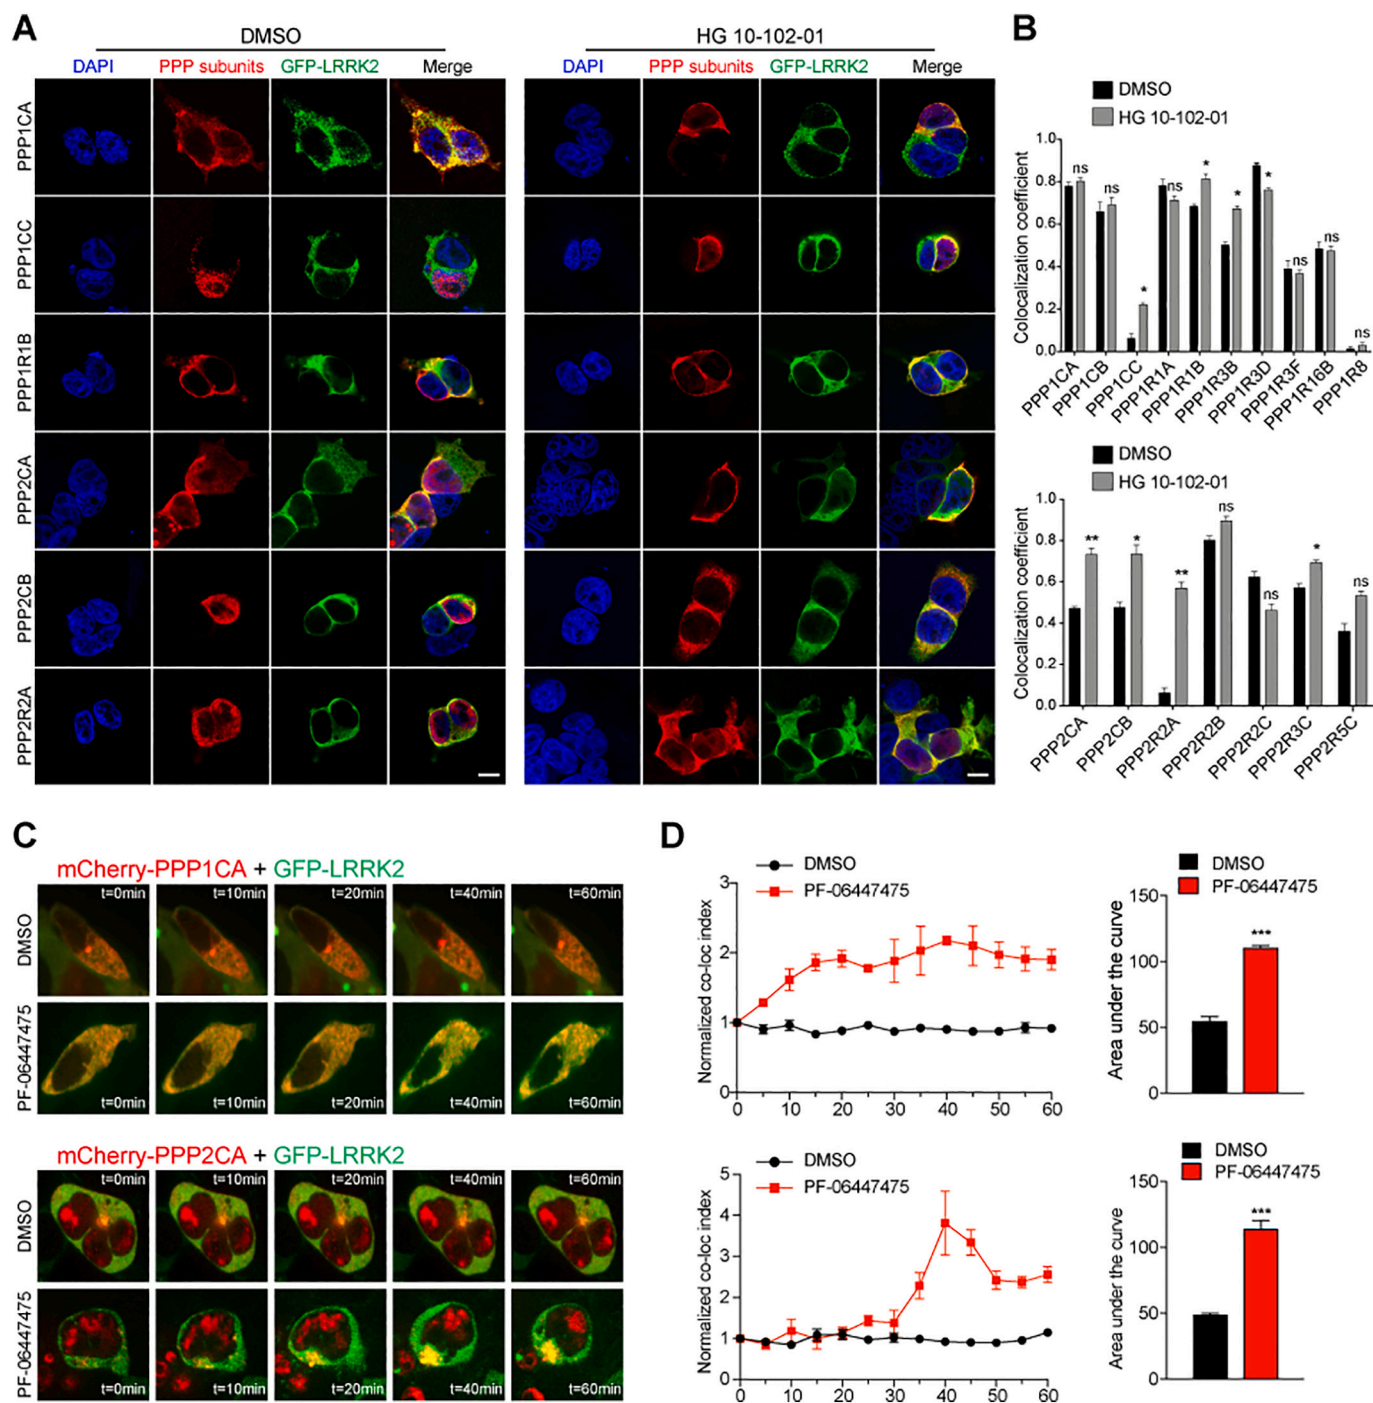 A
DMSO
HG 10-102-01
DAPI PPP subunits GFP-LRRK2 Merge
DAPI PPP subunits GFP-LRRK2 Merge
PPP1CA
PPP1CC
PPP1R1B
PPP2CA
PPP2CB
PPP2R2A
B
DMSO
HG 10-102-01
Colocalization coefficient
1.0
0.8
0.6
0.4
0.2
0.0
ns ns * ns * * * ns ns ns
PPP1CA PPP1CB PPP1CC PPP1R1A PPP1R1B PPP1R3B PPP1R3D PPP1R3F PPP1R16B PPP1R8
DMSO
HG 10-102-01
Colocalization coefficient
1.0
0.8
0.6
0.4
0.2
0.0
** * ** ns ns * ns
PPP2CA PPP2CB PPP2R2A PPP2R2B PPP2R2C PPP2R3C PPP2R5C
C
mCherry-PPP1CA + GFP-LRRK2
DMSO
t=0min t=10min t=20min t=40min t=60min
PF-06447475
t=0min t=10min t=20min t=40min t=60min
mCherry-PPP2CA + GFP-LRRK2
DMSO
t=0min t=10min t=20min t=40min t=60min
PF-06447475
t=0min t=10min t=20min t=40min t=60min
D
DMSO
PF-06447475
Normalized co-loc index
3
2
1
0
0 10 20 30 40 50 60
DMSO
PF-06447475
Area under the curve
150
100
50
0
***
DMSO
PF-06447475
Normalized co-loc index
5
4
3
2
1
0
0 10 20 30 40 50 60
DMSO
PF-06447475
Area under the curve
150
100
50
0
***